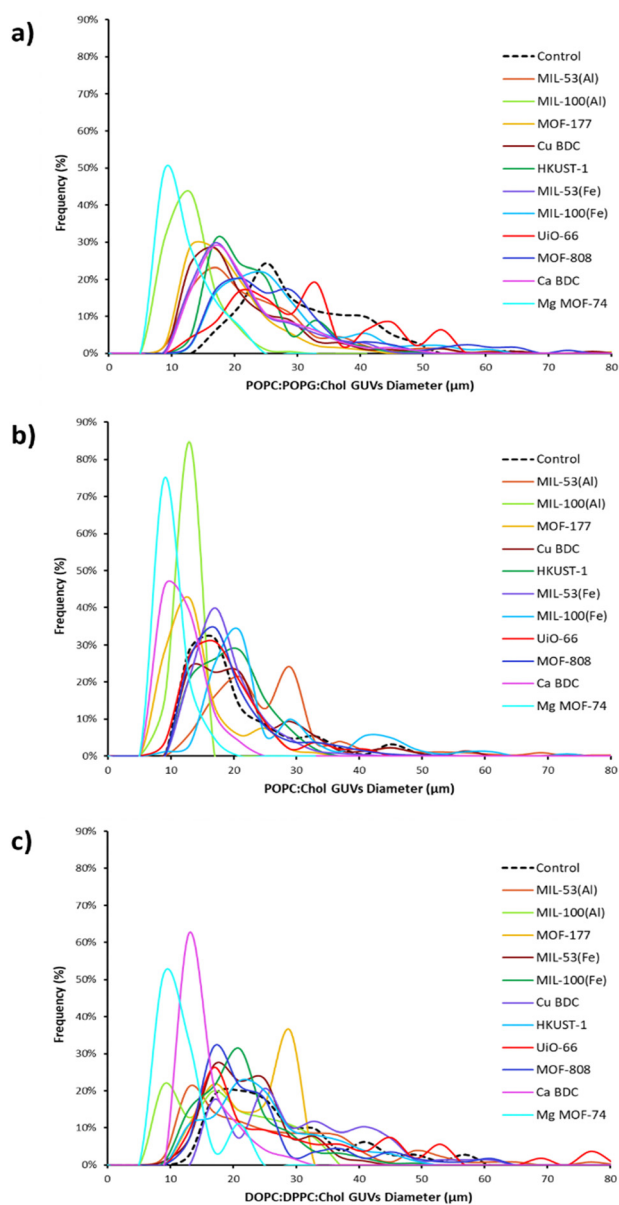 a)
90%
80%
70%
60%
50%
40%
30%
20%
10%
0%
Frequency (%)
0 10 20 30 40 50 60 70 80
POPC:POPG:Chol GUVs Diameter (μm)
Control
MIL-53(Al)
MIL-100(Al)
MOF-177
Cu BDC
HKUST-1
MIL-53(Fe)
MIL-100(Fe)
UiO-66
MOF-808
Ca BDC
Mg MOF-74
b)
90%
80%
70%
60%
50%
40%
30%
20%
10%
0%
Frequency (%)
0 10 20 30 40 50 60 70 80
POPC:Chol GUVs Diameter (μm)
Control
MIL-53(Al)
MIL-100(Al)
MOF-177
Cu BDC
HKUST-1
MIL-53(Fe)
MIL-100(Fe)
UiO-66
MOF-808
Ca BDC
Mg MOF-74
c)
90%
80%
70%
60%
50%
40%
30%
20%
10%
0%
Frequency (%)
0 10 20 30 40 50 60 70 80
DOPC:DPPC:Chol GUVs Diameter (μm)
Control
MIL-53(Al)
MIL-100(Al)
MOF-177
MIL-53(Fe)
MIL-100(Fe)
Cu BDC
HKUST-1
UiO-66
MOF-808
Ca BDC
Mg MOF-74